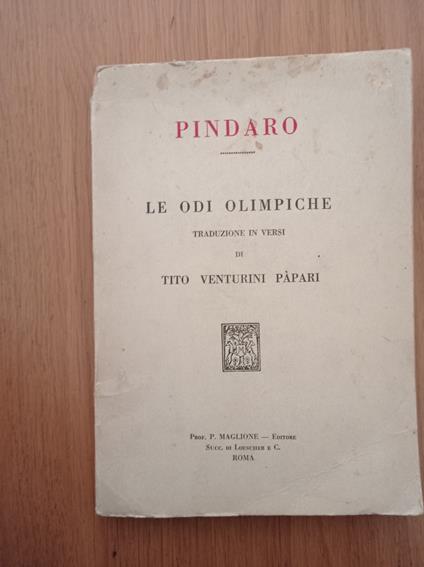 PINDARO
LE ODI OLIMPICHE
TRADUZIONE IN VERSI
DI
TITO VENTURINI PÀPARI
PROF. P. MAGLIONE — EDITORE
SUCC. DI LOESCHER E C.
ROMA